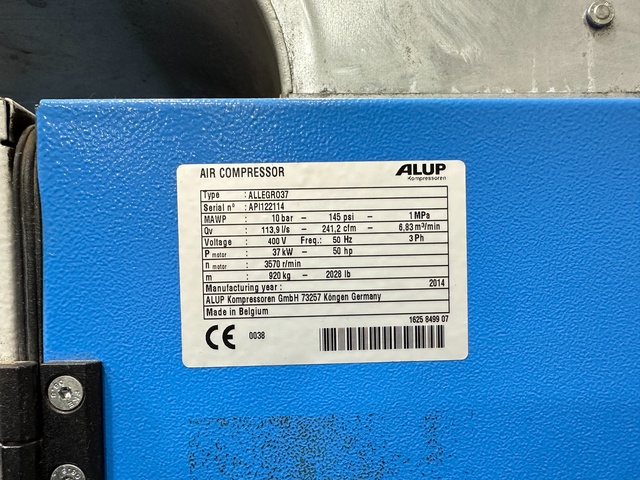 AIR COMPRESSOR
ALUP
Kompressoren
Type : ALLEGRO37
Serial n° : API122114
MAWP 10 bar – 145 psi – 1 MPa
Qv 113,9 l/s – 241,2 cfm – 6,83 m³/min
Voltage 400 V Freq.: 50 Hz 3 Ph
P motor 37 kW – 50 hp
n motor 3570 r/min
m 920 kg – 2028 lb
Manufacturing year : 2014
ALUP Kompressoren GmbH 73257 Köngen Germany
Made in Belgium
CE 0038
1625 8499 07